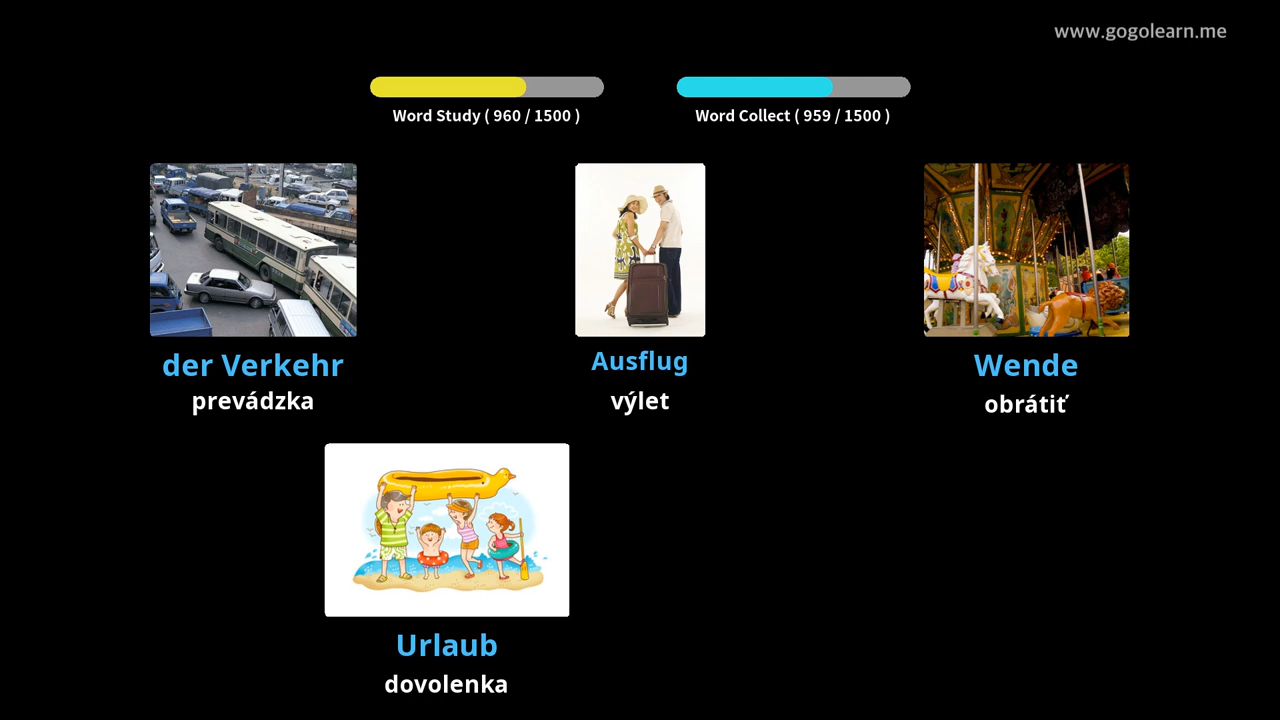 www.gogolearn.me
Word Study ( 960 / 1500 )
Word Collect ( 959 / 1500 )
der Verkehr
prevádzka
Ausflug
výlet
Wende
obrátiť
Urlaub
dovolenka